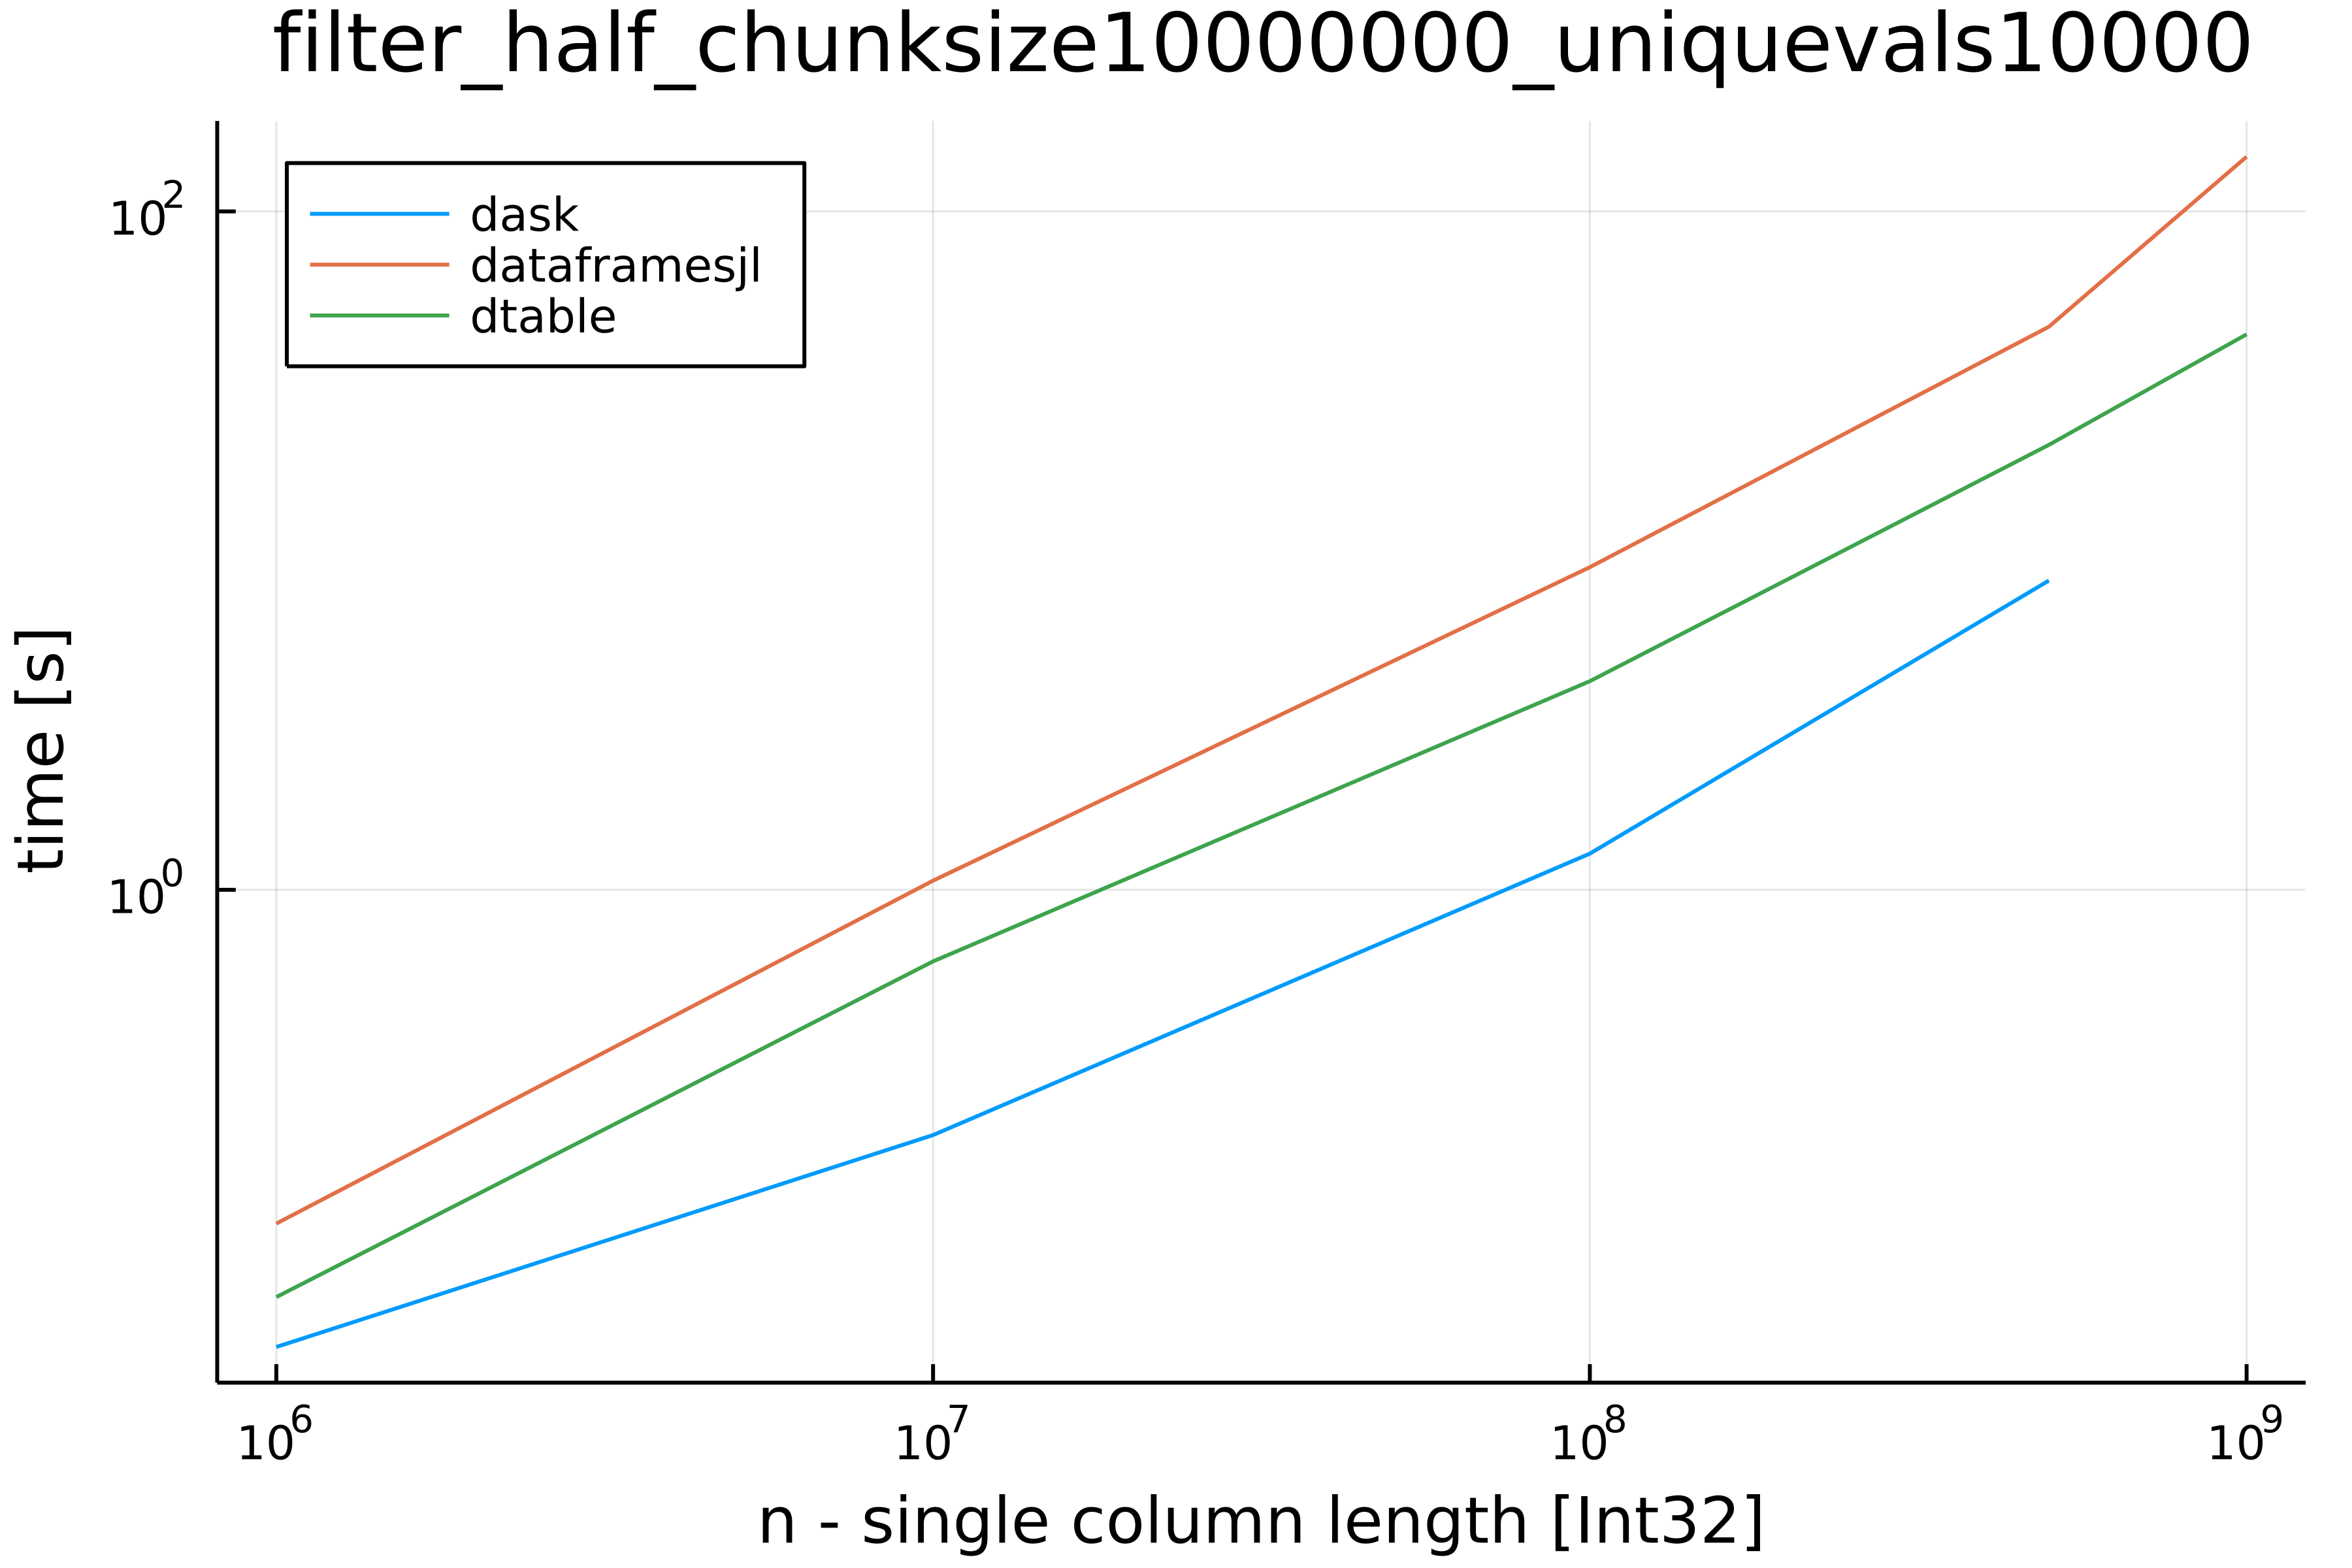 filter_half_chunksize10000000_uniquevals10000
dask
dataframesjl
dtable
10^2
10^0
time [s]
10^6 10^7 10^8 10^9
n - single column length [Int32]